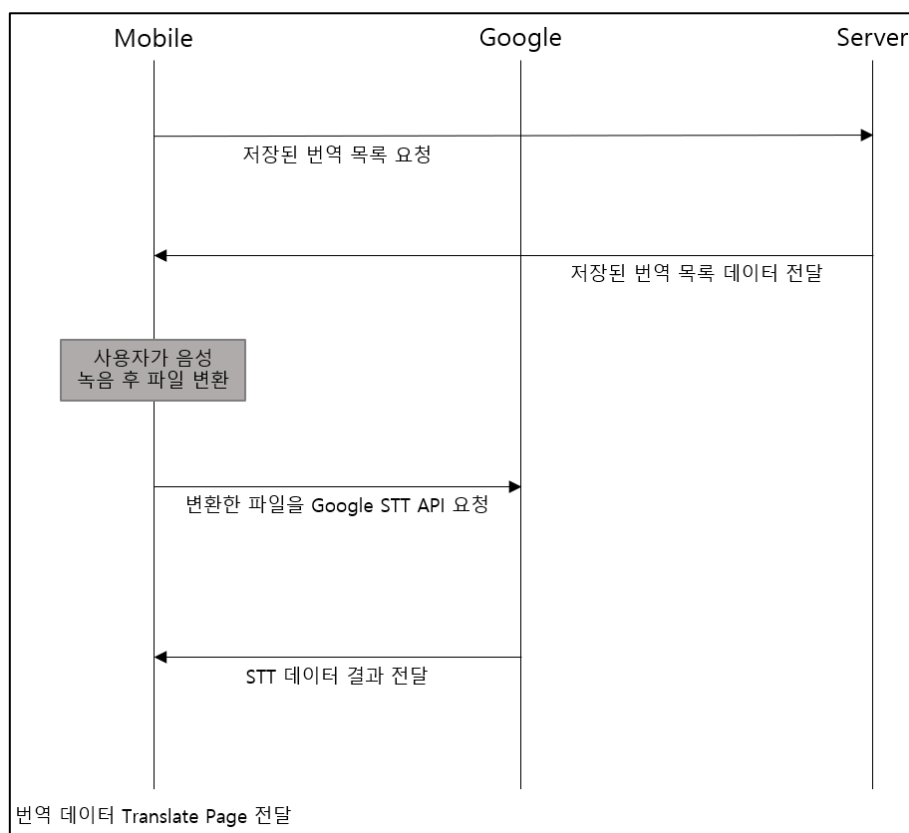 Mobile
Google
Server
저장된 번역 목록 요청
저장된 번역 목록 데이터 전달
사용자가 음성
녹음 후 파일 변환
변환한 파일을 Google STT API 요청
STT 데이터 결과 전달
번역 데이터 Translate Page 전달